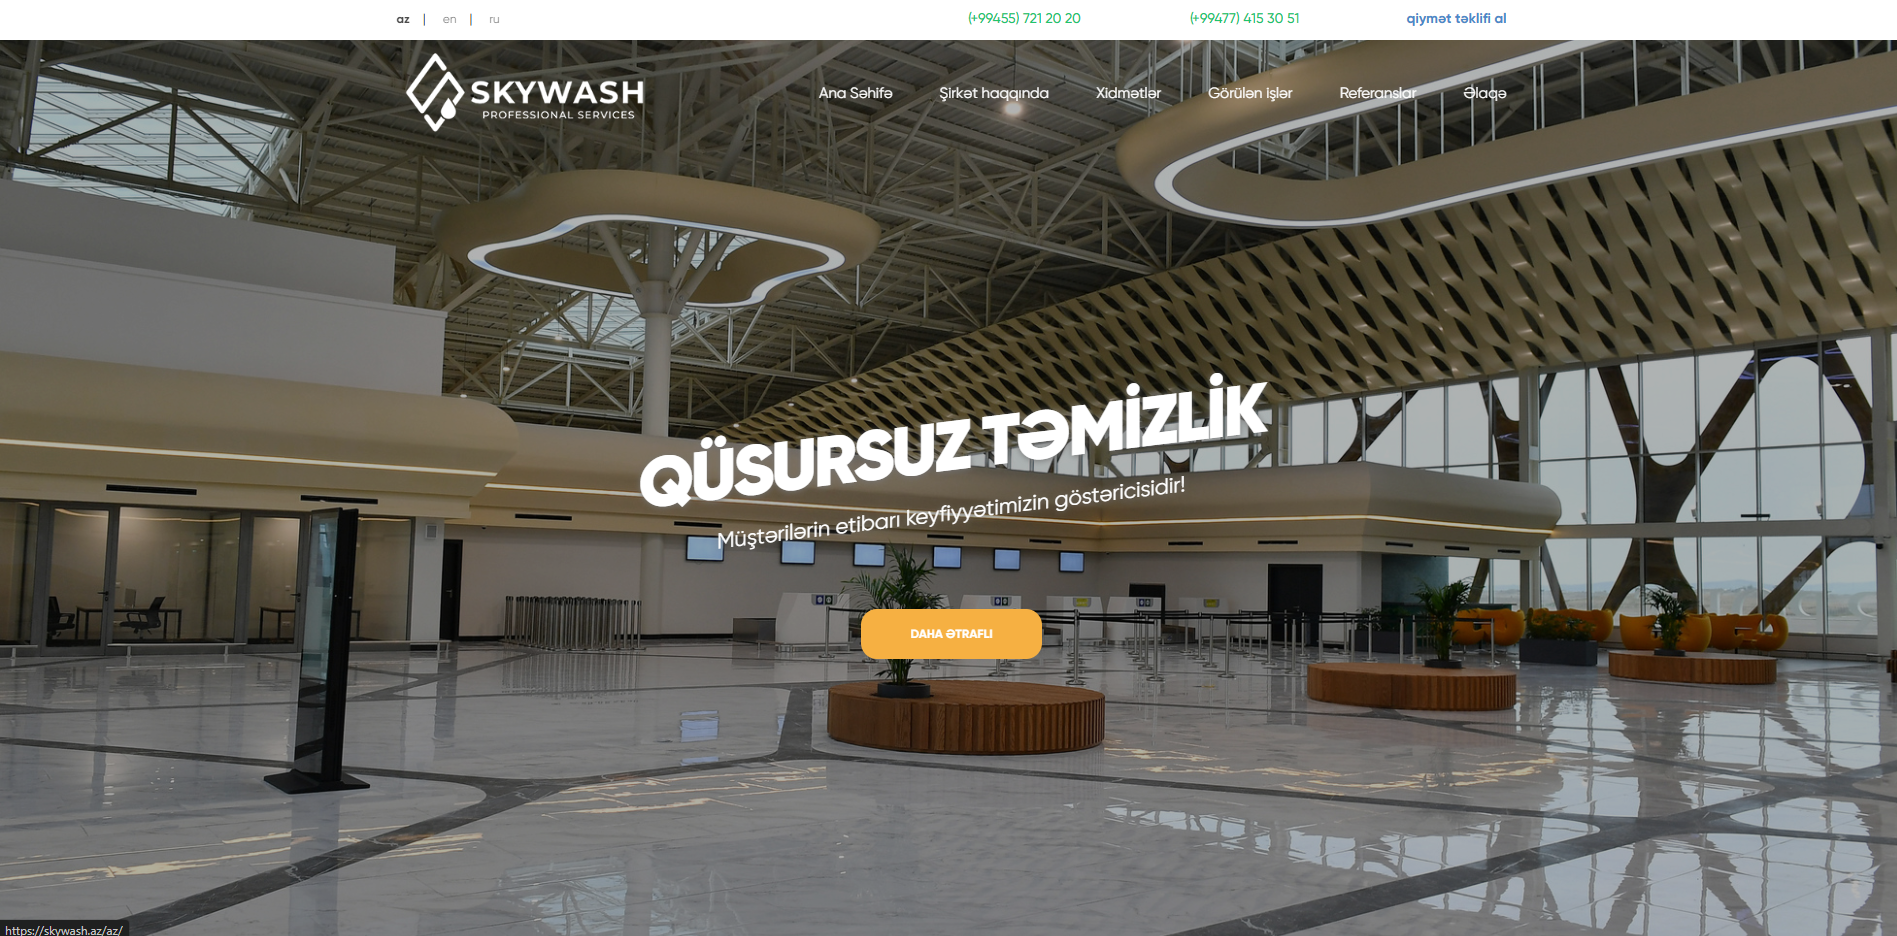 az | en | ru
(+99455) 721 20 20
(+99477) 415 30 51
qiymət təklifi al
SKYWASH
PROFESSIONAL SERVICES
Ana Səhifə
Şirkət haqqında
Xidmətlər
Görülən işlər
Referanslar
Əlaqə
QÜSURSUZ TƏMİZLİK
Müştərilərin etibarı keyfiyyətimizin göstəricisidir!
DAHA ƏTRAFLI
https://skywash.az/az/